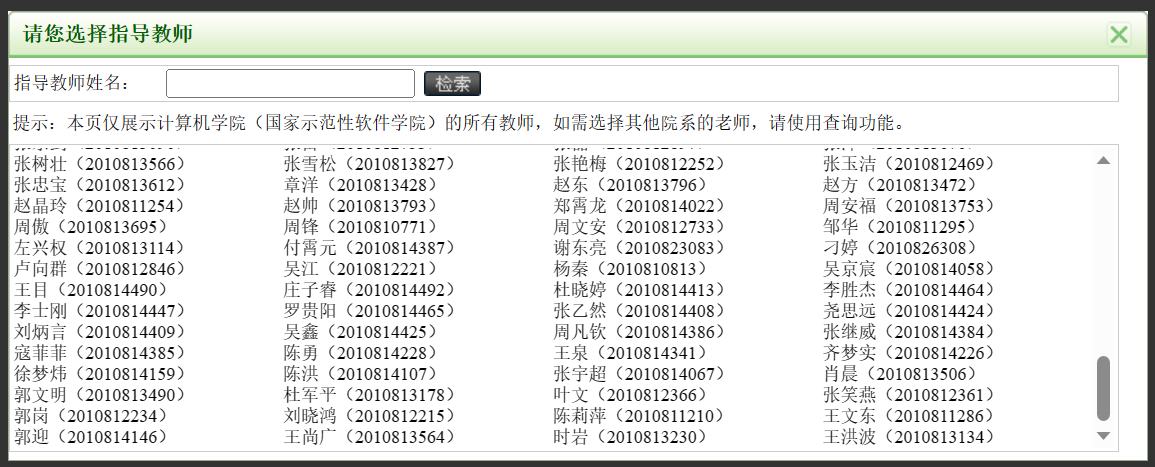 请您选择指导教师
指导教师姓名： 检索
提示：本页仅展示计算机学院（国家示范性软件学院）的所有教师，如需选择其他院系的老师，请使用查询功能。
张树壮（2010813566） 张雪松（2010813827） 张艳梅（2010812252） 张玉洁（2010812469）
张忠宝（2010813612） 章洋（2010813428） 赵东（2010813796） 赵方（2010813472）
赵晶玲（2010811254） 赵帅（2010813793） 郑霄龙（2010814022） 周安福（2010813753）
周傲（2010813695） 周锋（2010810771） 周文安（2010812733） 邹华（2010811295）
左兴权（2010813114） 付霄元（2010814387） 谢东亮（2010823083） 刁婷（2010826308）
卢向群（2010812846） 吴江（2010812221） 杨秦（2010810813） 吴京宸（2010814058）
王目（2010814490） 庄子睿（2010814492） 杜晓婷（2010814413） 李胜杰（2010814464）
李士刚（2010814447） 罗贵阳（2010814465） 张乙然（2010814408） 尧思远（2010814424）
刘炳言（2010814409） 吴鑫（2010814425） 周凡钦（2010814386） 张继威（2010814384）
寇菲菲（2010814385） 陈勇（2010814228） 王泉（2010814341） 齐梦实（2010814226）
徐梦炜（2010814159） 陈洪（2010814107） 张宇超（2010814067） 肖晨（2010813506）
郭文明（2010813490） 杜军平（2010813178） 叶文（2010812366） 张笑燕（2010812361）
郭岗（2010812234） 刘晓鸿（2010812215） 陈莉萍（2010811210） 王文东（2010811286）
郭迎（2010814146） 王尚广（2010813564） 时岩（2010813230） 王洪波（2010813134）